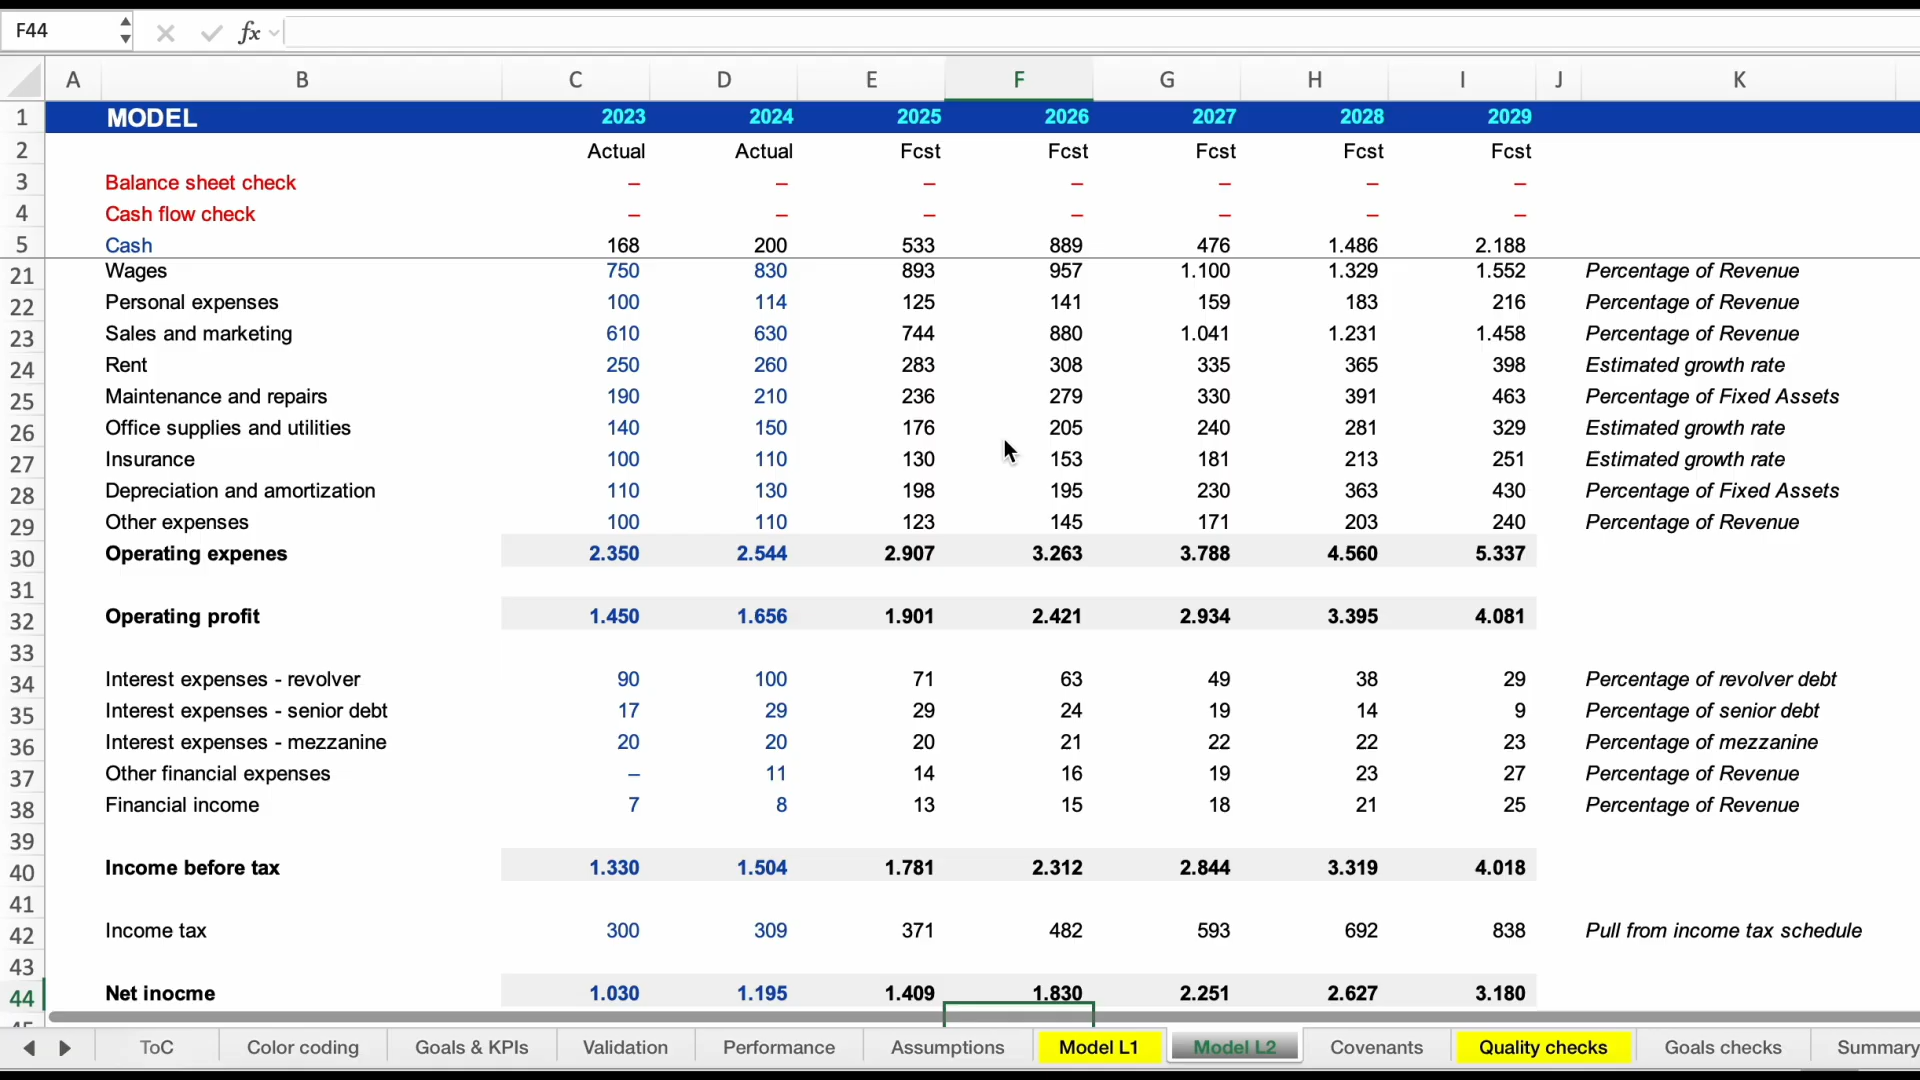 F44 fx
A B C D E F G H I J K
1 MODEL 2023 2024 2025 2026 2027 2028 2029
2 Actual Actual Fcst Fcst Fcst Fcst Fcst
3 Balance sheet check – – – – – – –
4 Cash flow check – – – – – – –
5 Cash 168 200 533 889 476 1.486 2.188
21 Wages 750 830 893 957 1.100 1.329 1.552 Percentage of Revenue
22 Personal expenses 100 114 125 141 159 183 216 Percentage of Revenue
23 Sales and marketing 610 630 744 880 1.041 1.231 1.458 Percentage of Revenue
24 Rent 250 260 283 308 335 365 398 Estimated growth rate
25 Maintenance and repairs 190 210 236 279 330 391 463 Percentage of Fixed Assets
26 Office supplies and utilities 140 150 176 205 240 281 329 Estimated growth rate
27 Insurance 100 110 130 153 181 213 251 Estimated growth rate
28 Depreciation and amortization 110 130 198 195 230 363 430 Percentage of Fixed Assets
29 Other expenses 100 110 123 145 171 203 240 Percentage of Revenue
30 Operating expenes 2.350 2.544 2.907 3.263 3.788 4.560 5.337
31
32 Operating profit 1.450 1.656 1.901 2.421 2.934 3.395 4.081
33
34 Interest expenses - revolver 90 100 71 63 49 38 29 Percentage of revolver debt
35 Interest expenses - senior debt 17 29 29 24 19 14 9 Percentage of senior debt
36 Interest expenses - mezzanine 20 20 20 21 22 22 23 Percentage of mezzanine
37 Other financial expenses – 11 14 16 19 23 27 Percentage of Revenue
38 Financial income 7 8 13 15 18 21 25 Percentage of Revenue
39
40 Income before tax 1.330 1.504 1.781 2.312 2.844 3.319 4.018
41
42 Income tax 300 309 371 482 593 692 838 Pull from income tax schedule
43
44 Net inocme 1.030 1.195 1.409 1.830 2.251 2.627 3.180
ToC Color coding Goals & KPIs Validation Performance Assumptions Model L1 Model L2 Covenants Quality checks Goals checks Summary